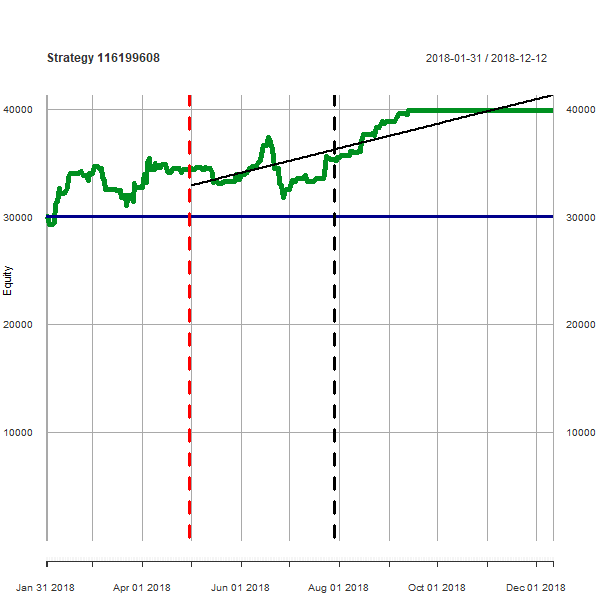 Strategy 116199608 2018-01-31 / 2018-12-12
40000 40000
30000 30000
Equity
20000 20000
10000 10000
Jan 31 2018 Apr 01 2018 Jun 01 2018 Aug 01 2018 Oct 01 2018 Dec 01 2018